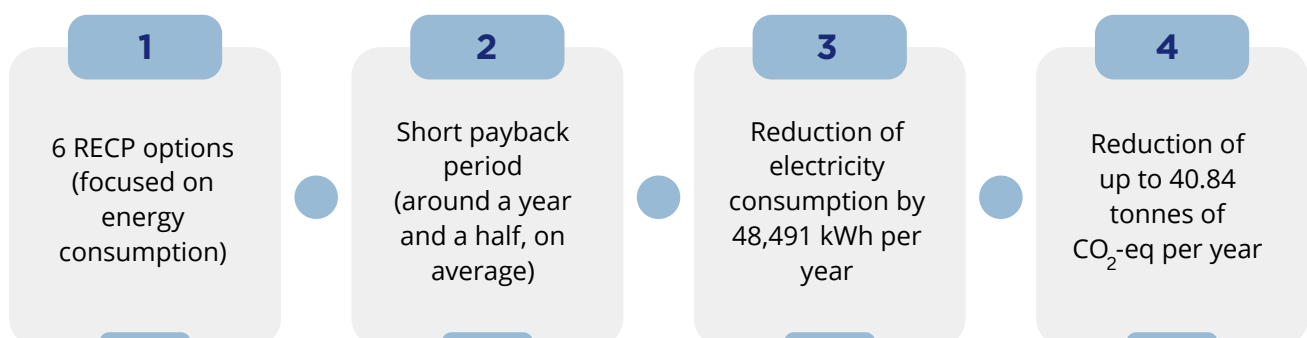 1
6 RECP options
(focused on
energy
consumption)
2
Short payback
period
(around a year
and a half, on
average)
3
Reduction of
electricity
consumption by
48,491 kWh per
year
4
Reduction of
up to 40.84
tonnes of
CO₂-eq per year